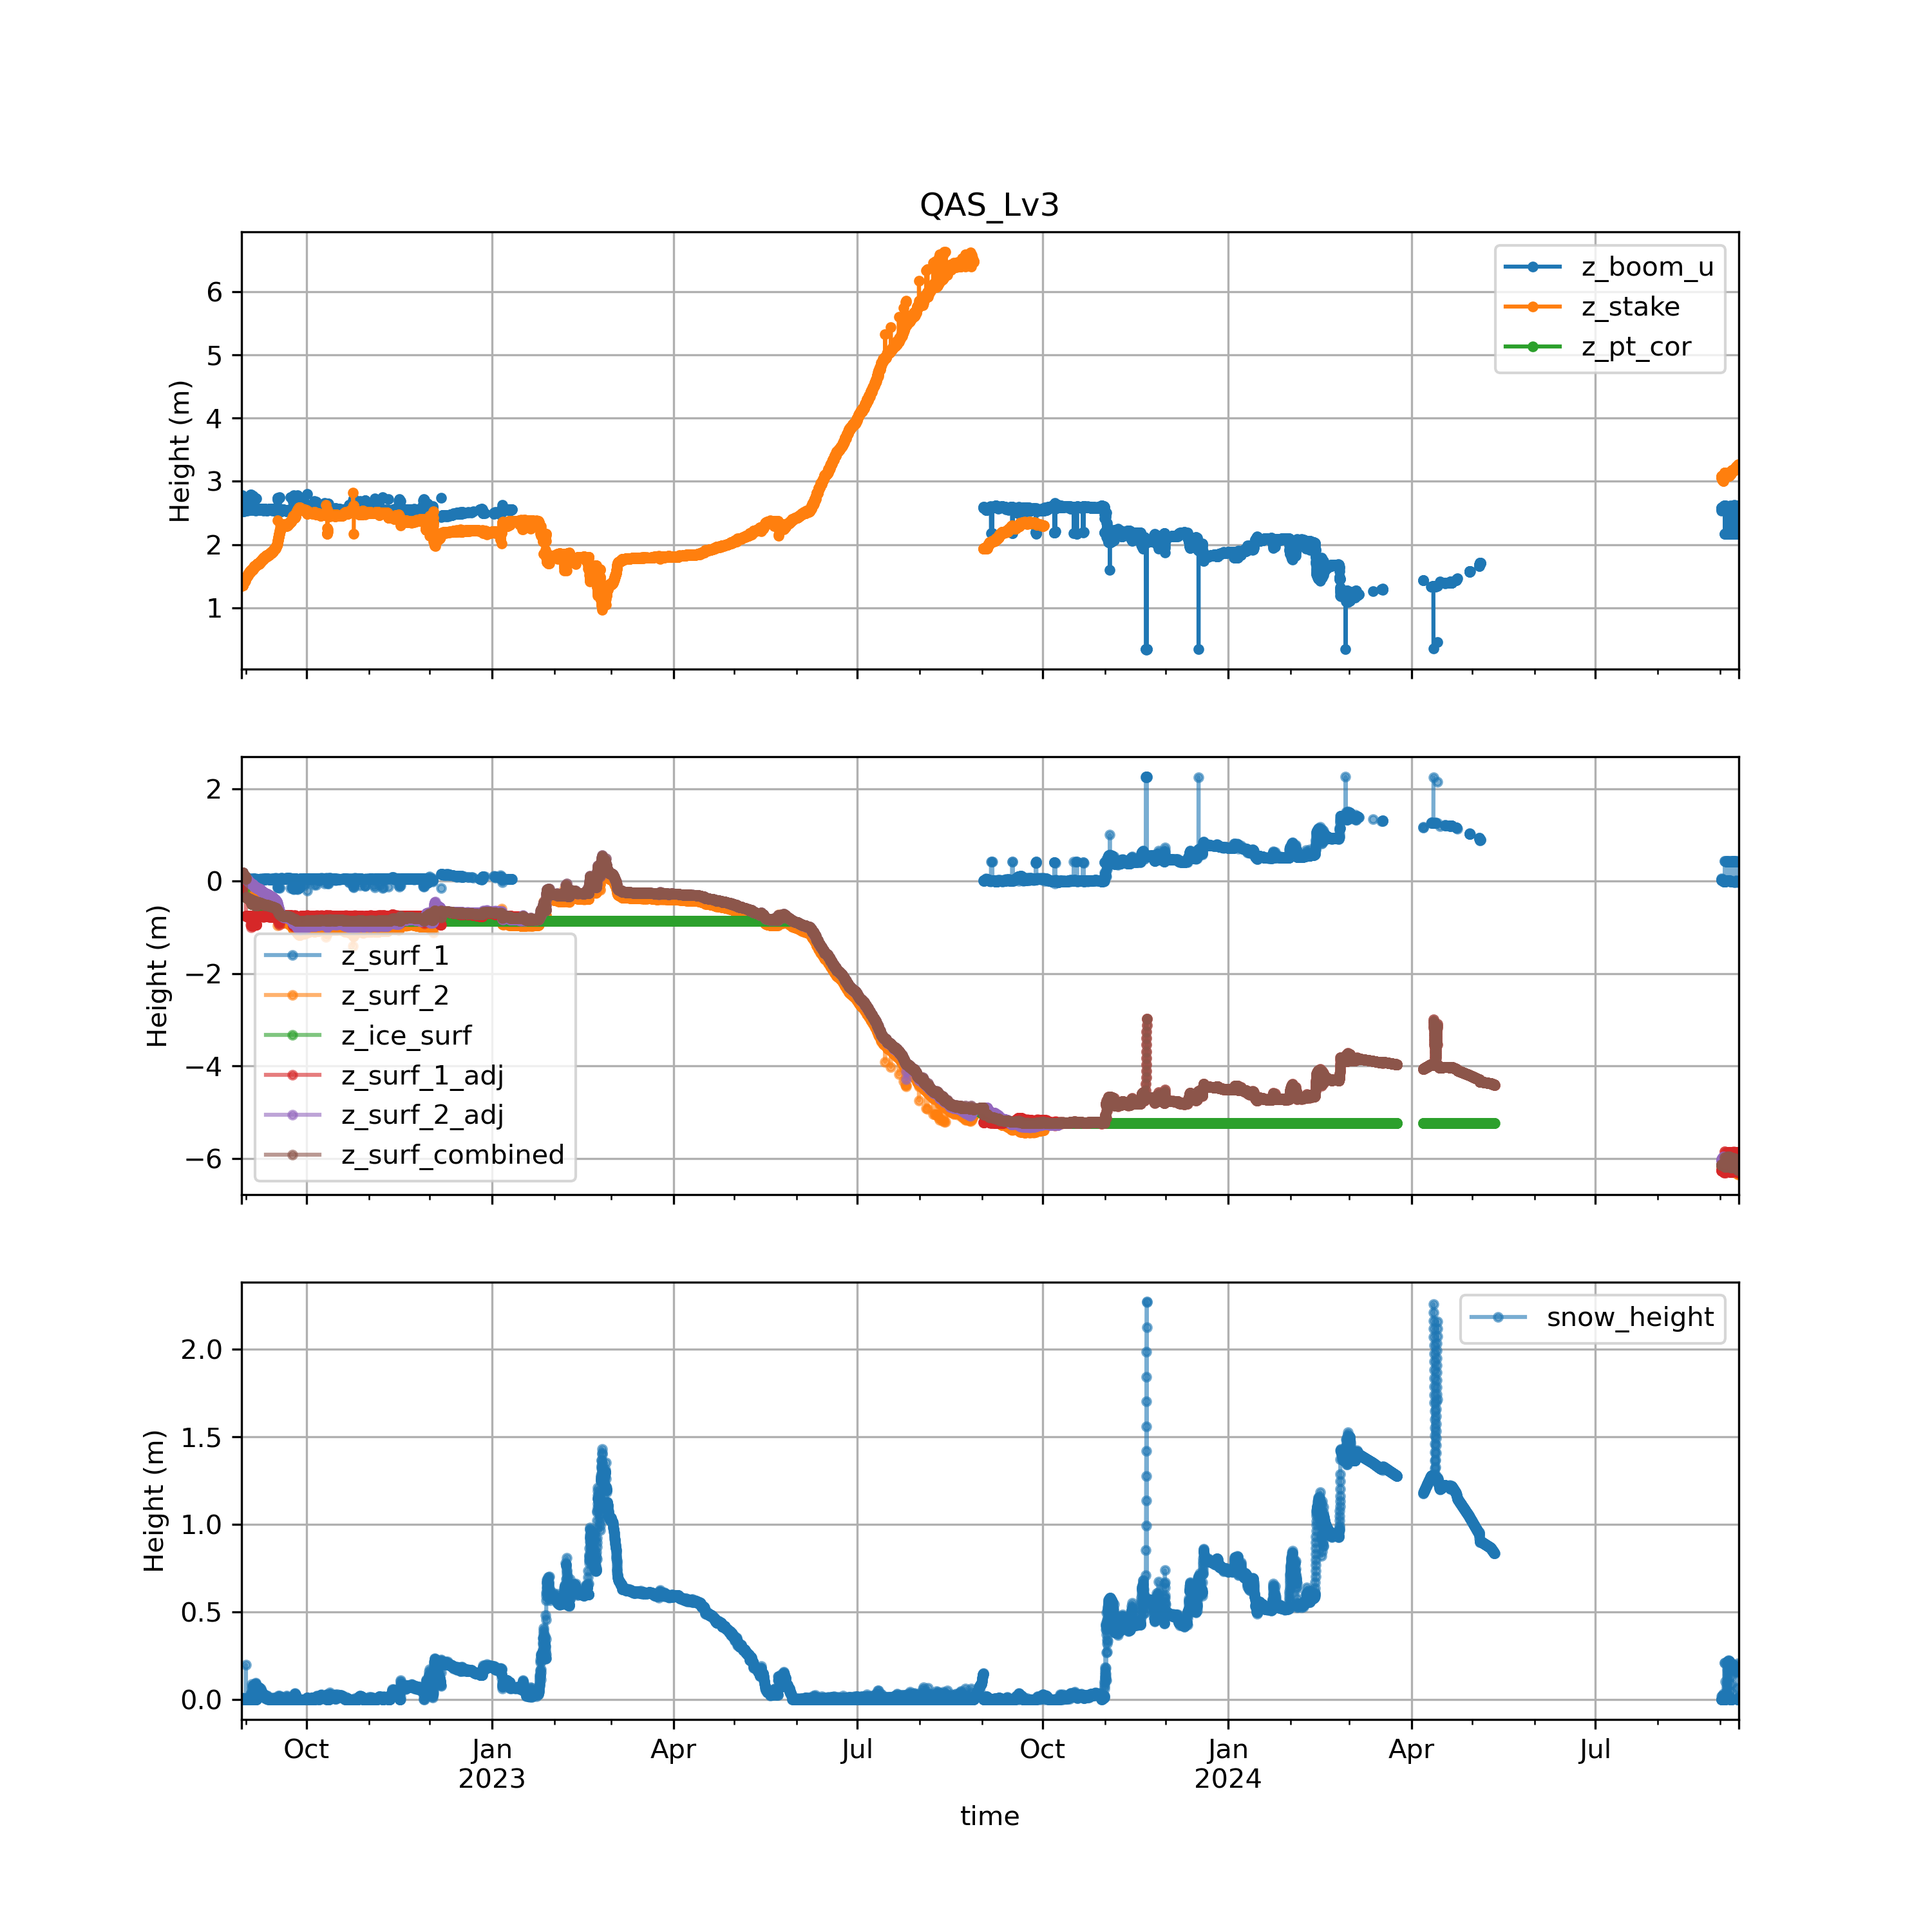 QAS_Lv3
Height (m)
6
5
4
3
2
1
z_boom_u
z_stake
z_pt_cor
Height (m)
2
0
−2
−4
−6
z_surf_1
z_surf_2
z_ice_surf
z_surf_1_adj
z_surf_2_adj
z_surf_combined
Height (m)
2.0
1.5
1.0
0.5
0.0
snow_height
Oct Jan Apr Jul Oct Jan Apr Jul
2023 2024
time